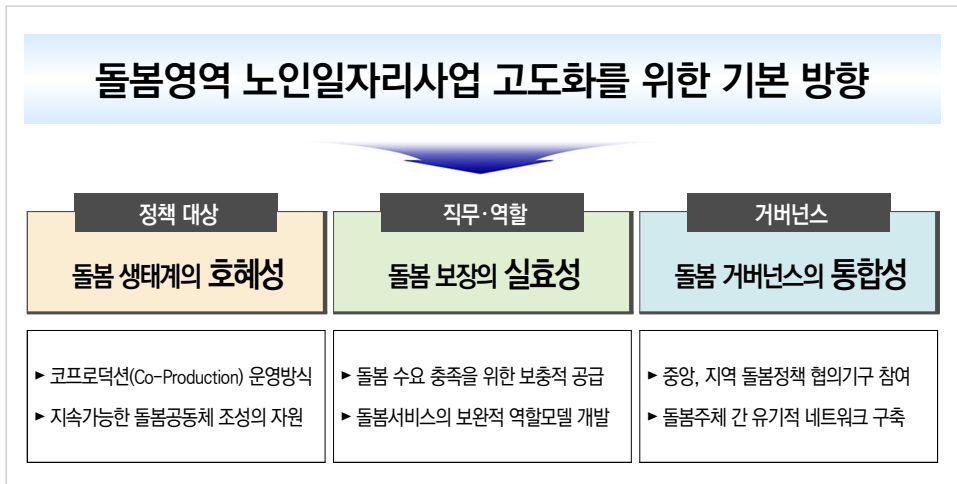 돌봄영역 노인일자리사업 고도화를 위한 기본 방향
정책 대상
돌봄 생태계의 호혜성
► 코프로덕션(Co-Production) 운영방식
► 지속가능한 돌봄공동체 조성의 자원
직무·역할
돌봄 보장의 실효성
► 돌봄 수요 충족을 위한 보충적 공급
► 돌봄서비스의 보완적 역할모델 개발
거버넌스
돌봄 거버넌스의 통합성
► 중앙, 지역 돌봄정책 협의기구 참여
► 돌봄주체 간 유기적 네트워크 구축